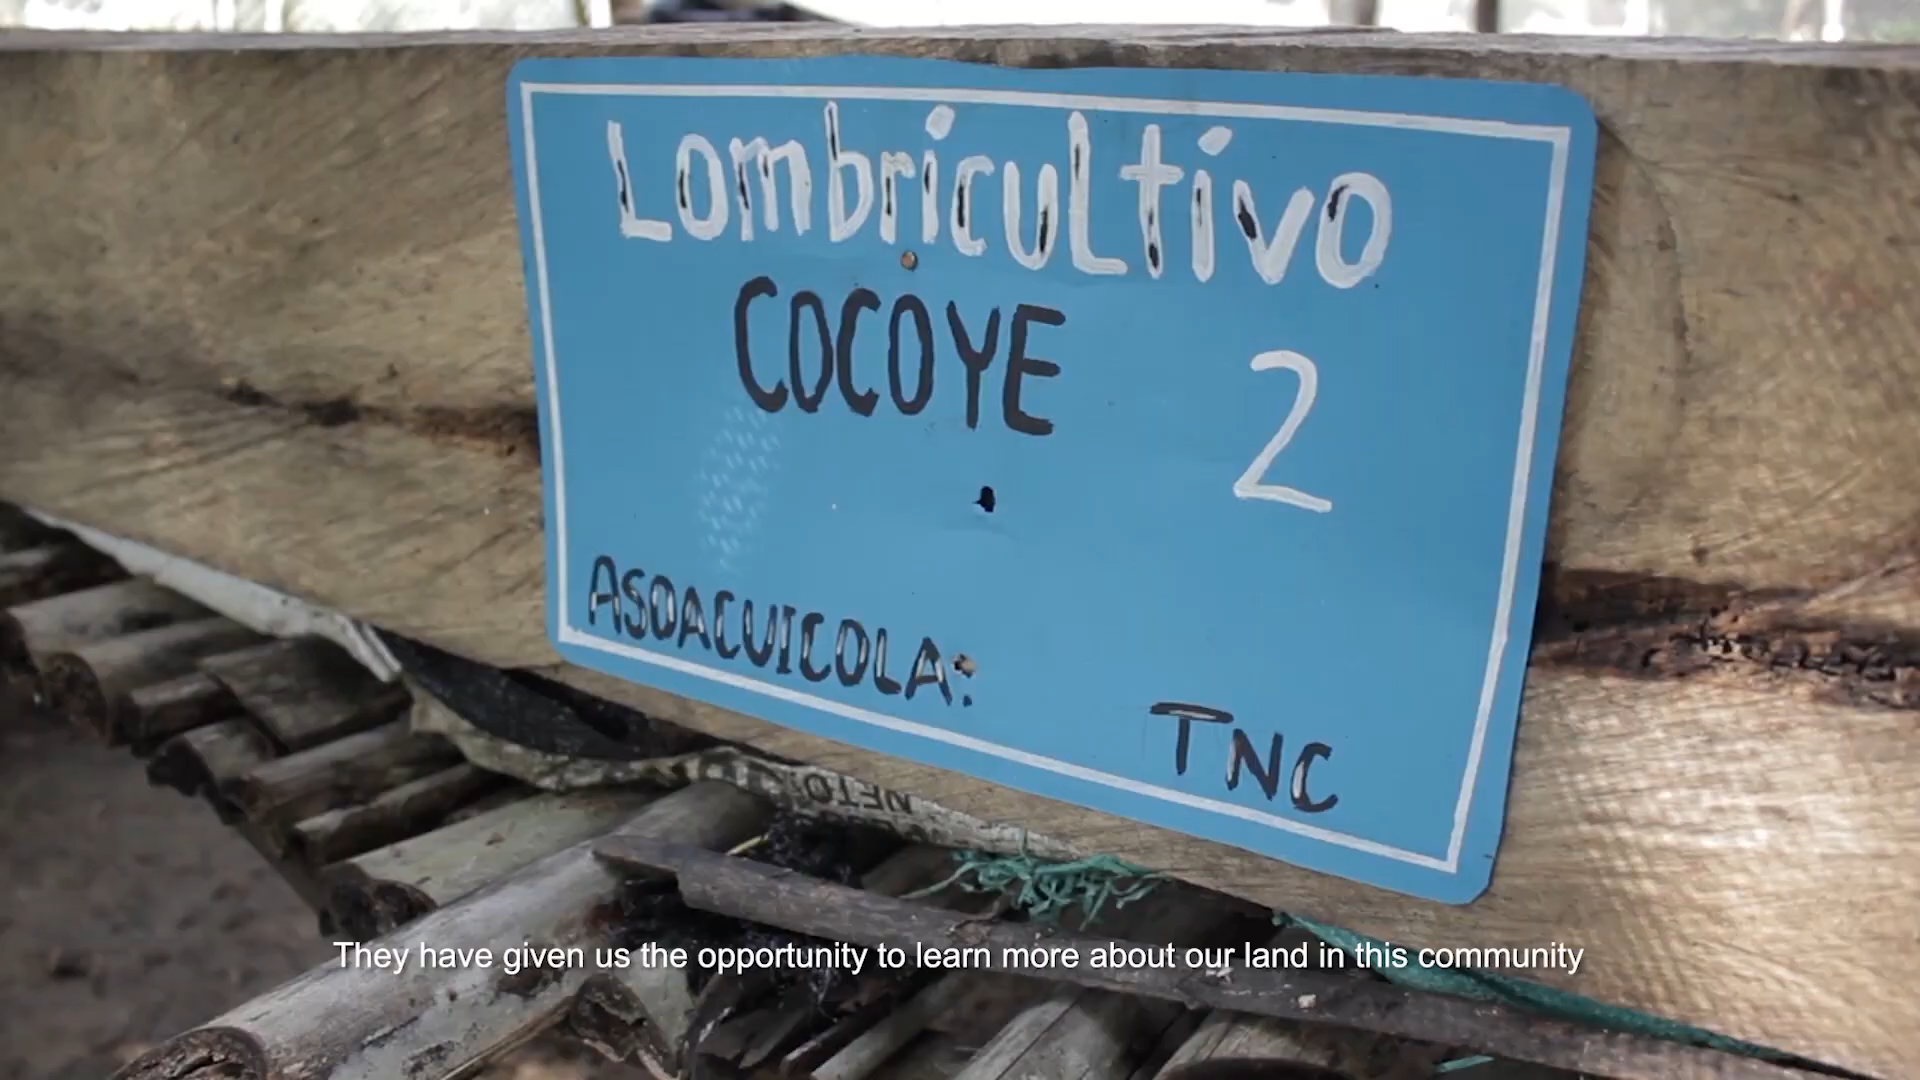 Lombricultivo
COCOYE 2
ASOACUICOLA:
TNC
NETO
They have given us the opportunity to learn more about our land in this community